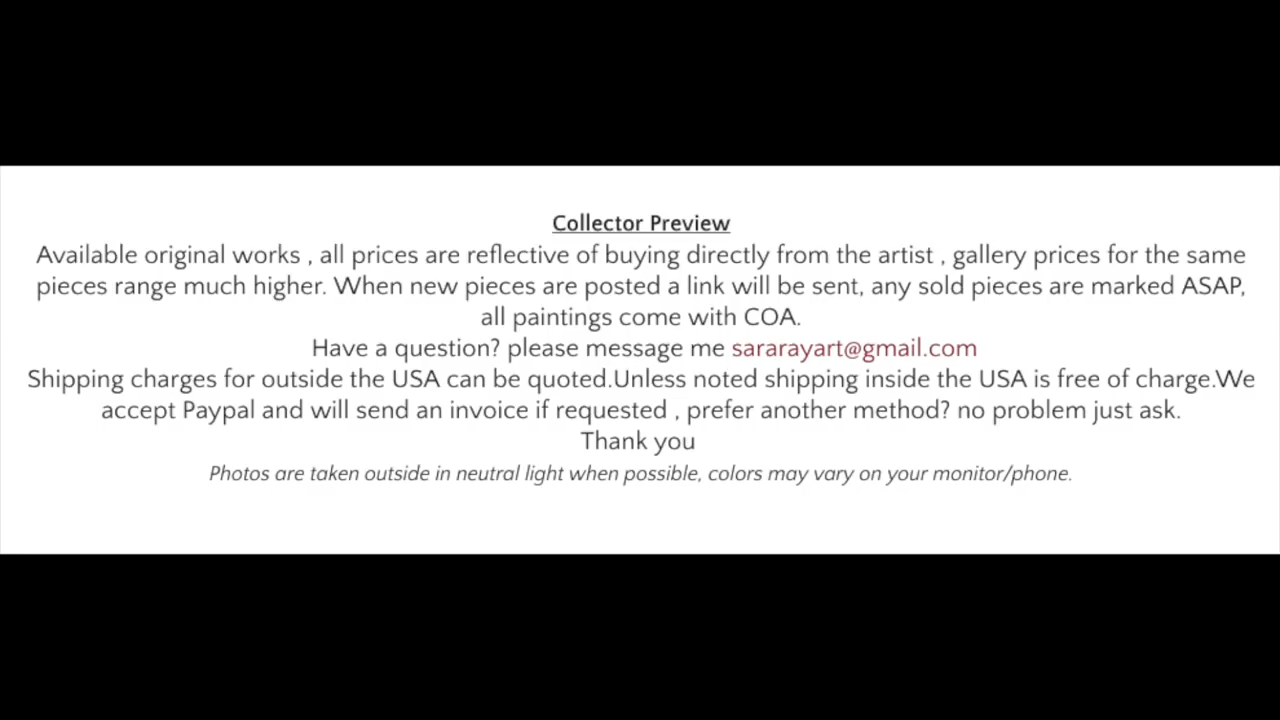 Collector Preview
Available original works , all prices are reflective of buying directly from the artist , gallery prices for the same
pieces range much higher. When new pieces are posted a link will be sent, any sold pieces are marked ASAP,
all paintings come with COA.
Have a question? please message me sararayart@gmail.com
Shipping charges for outside the USA can be quoted.Unless noted shipping inside the USA is free of charge.We
accept Paypal and will send an invoice if requested , prefer another method? no problem just ask.
Thank you
Photos are taken outside in neutral light when possible, colors may vary on your monitor/phone.